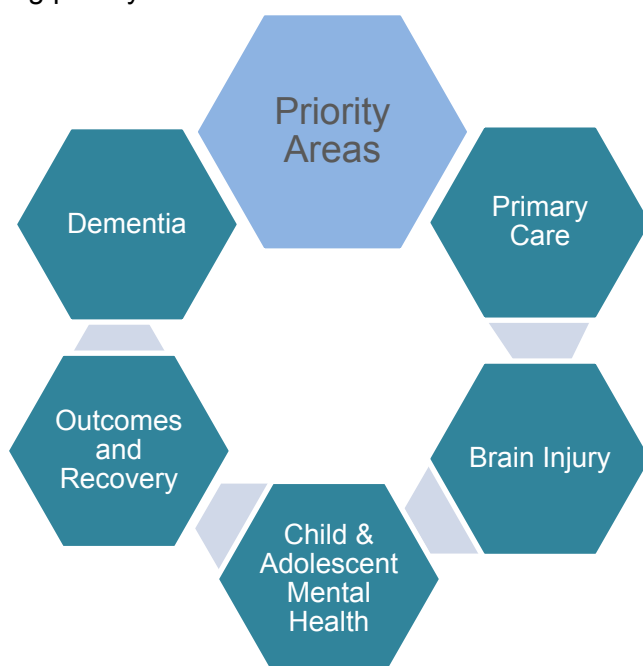 Priority
Areas
Primary
Care
Brain Injury
Child &
Adolescent
Mental
Health
Outcomes
and
Recovery
Dementia